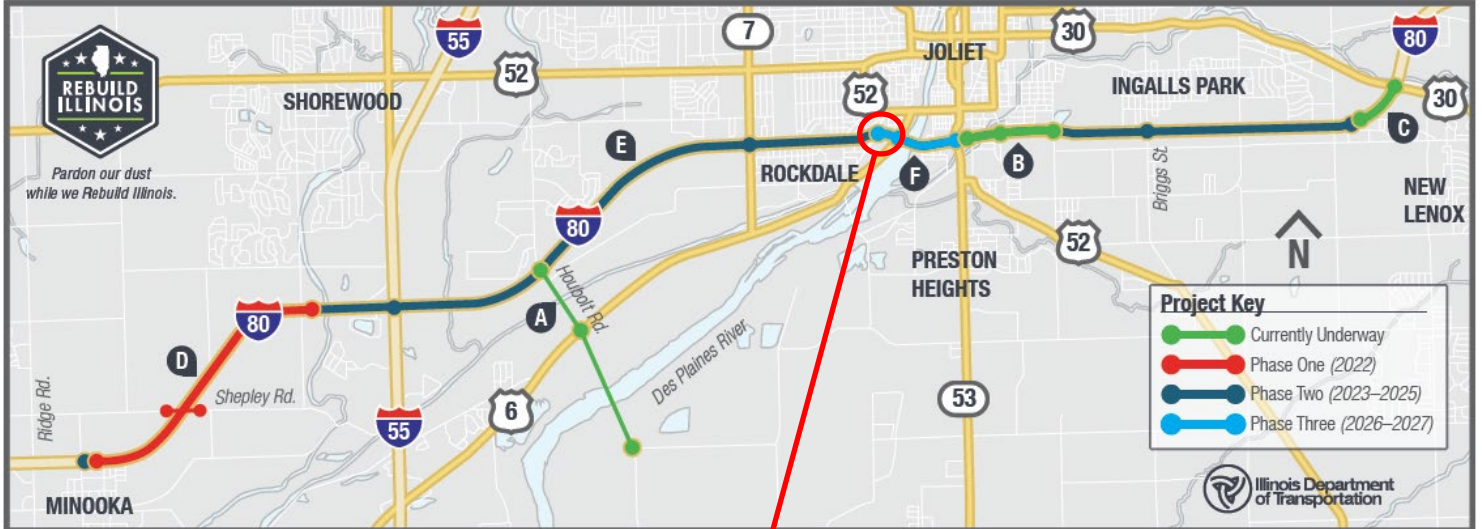 REBUILD
ILLINOIS
Pardon our dust
while we Rebuild Illinois.
55
7
30
80
JOLIET
52
SHOREWOOD
52
INGALLS PARK
30
E
C
B
ROCKDALE
F
Briggs St.
NEW
LENOX
80
52
N
PRESTON
HEIGHTS
Houbolt Rd.
A
80
D
Des Plaines River
Ridge Rd.
Shepley Rd.
6
53
55
MINOOKA
Project Key
Currently Underway
Phase One (2022)
Phase Two (2023–2025)
Phase Three (2026–2027)
Illinois Department
of Transportation